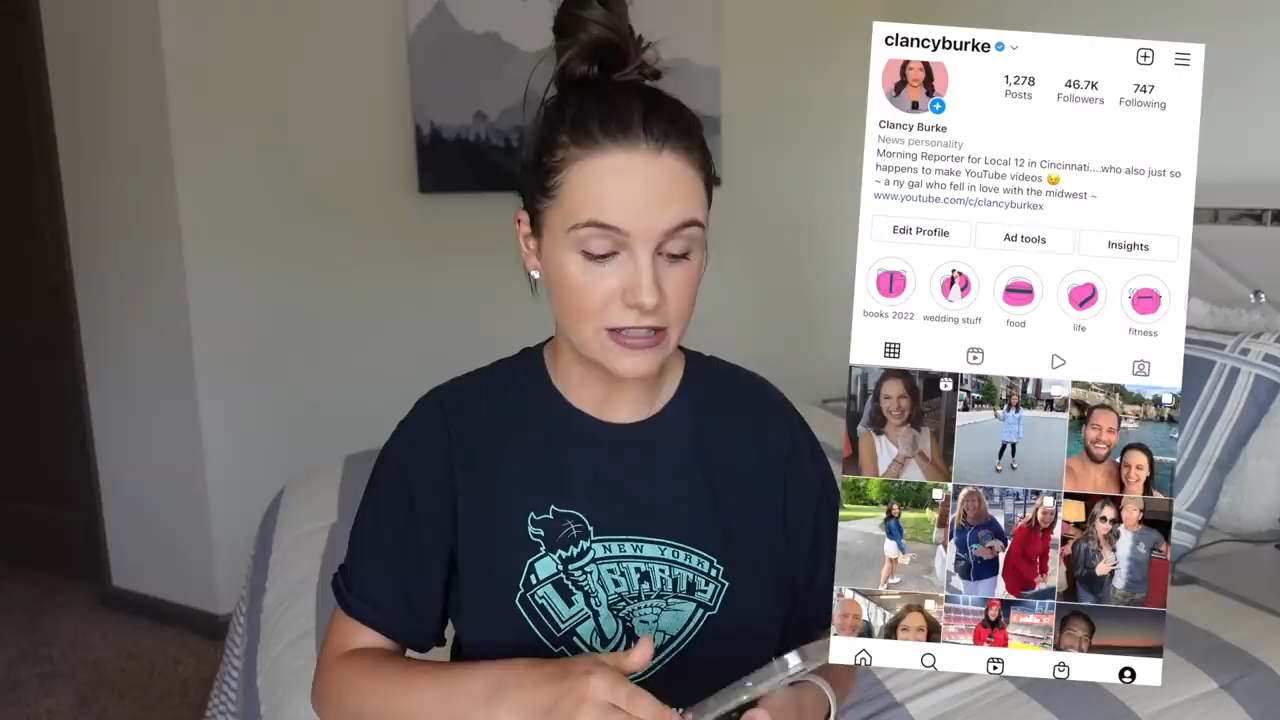 clancyburke
1,278
Posts
46.7K
Followers
747
Following
Clancy Burke
News personality
Morning Reporter for Local 12 in Cincinnati....who also just so
happens to make YouTube videos 😉
~ a ny gal who fell in love with the midwest ~
www.youtube.com/c/clancyburkex
Edit Profile
Ad tools
Insights
books 2022
wedding stuff
food
life
fitness
NEW YORK
LIBERTY